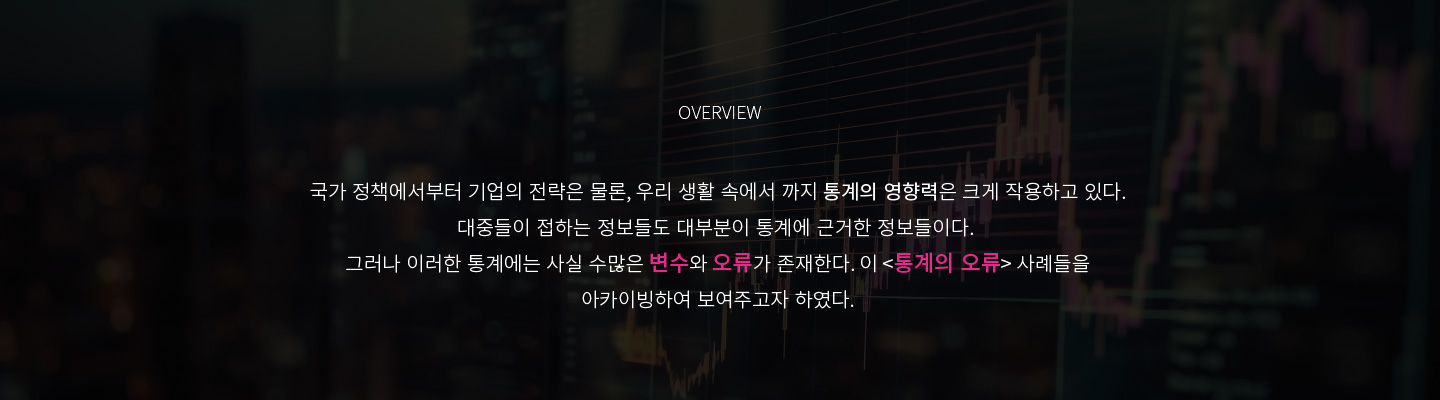 OVERVIEW
국가 정책에서부터 기업의 전략은 물론, 우리 생활 속에서 까지 통계의 영향력은 크게 작용하고 있다.
대중들이 접하는 정보들도 대부분이 통계에 근거한 정보들이다.
그러나 이러한 통계에는 사실 수많은 변수와 오류가 존재한다. 이 <통계의 오류> 사례들을
아카이빙하여 보여주고자 하였다.